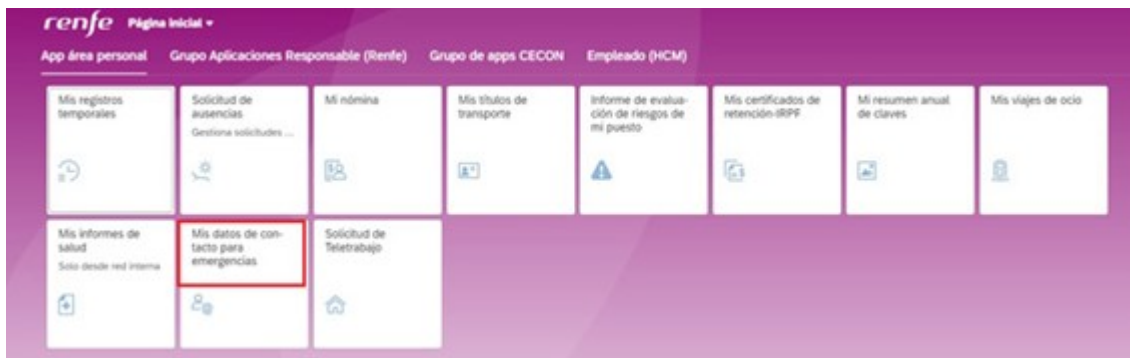 renfe Página inicial
App área personal Grupo Aplicaciones Responsable (Renfe) Grupo de apps CECON Empleado (HCM)
Mis registros
temporales
Solicitud de
ausencias
Gestiona solicitudes ...
Mi nómina
Mis títulos de
transporte
Informe de evalua-
ción de riesgos de
mi puesto
Mis certificados de
retención-IRPF
Mi resumen anual
de claves
Mis viajes de ocio
Mis informes de
salud
Solo desde red interna
Mis datos de con-
tacto para
emergencias
Solicitud de
Teletrabajo